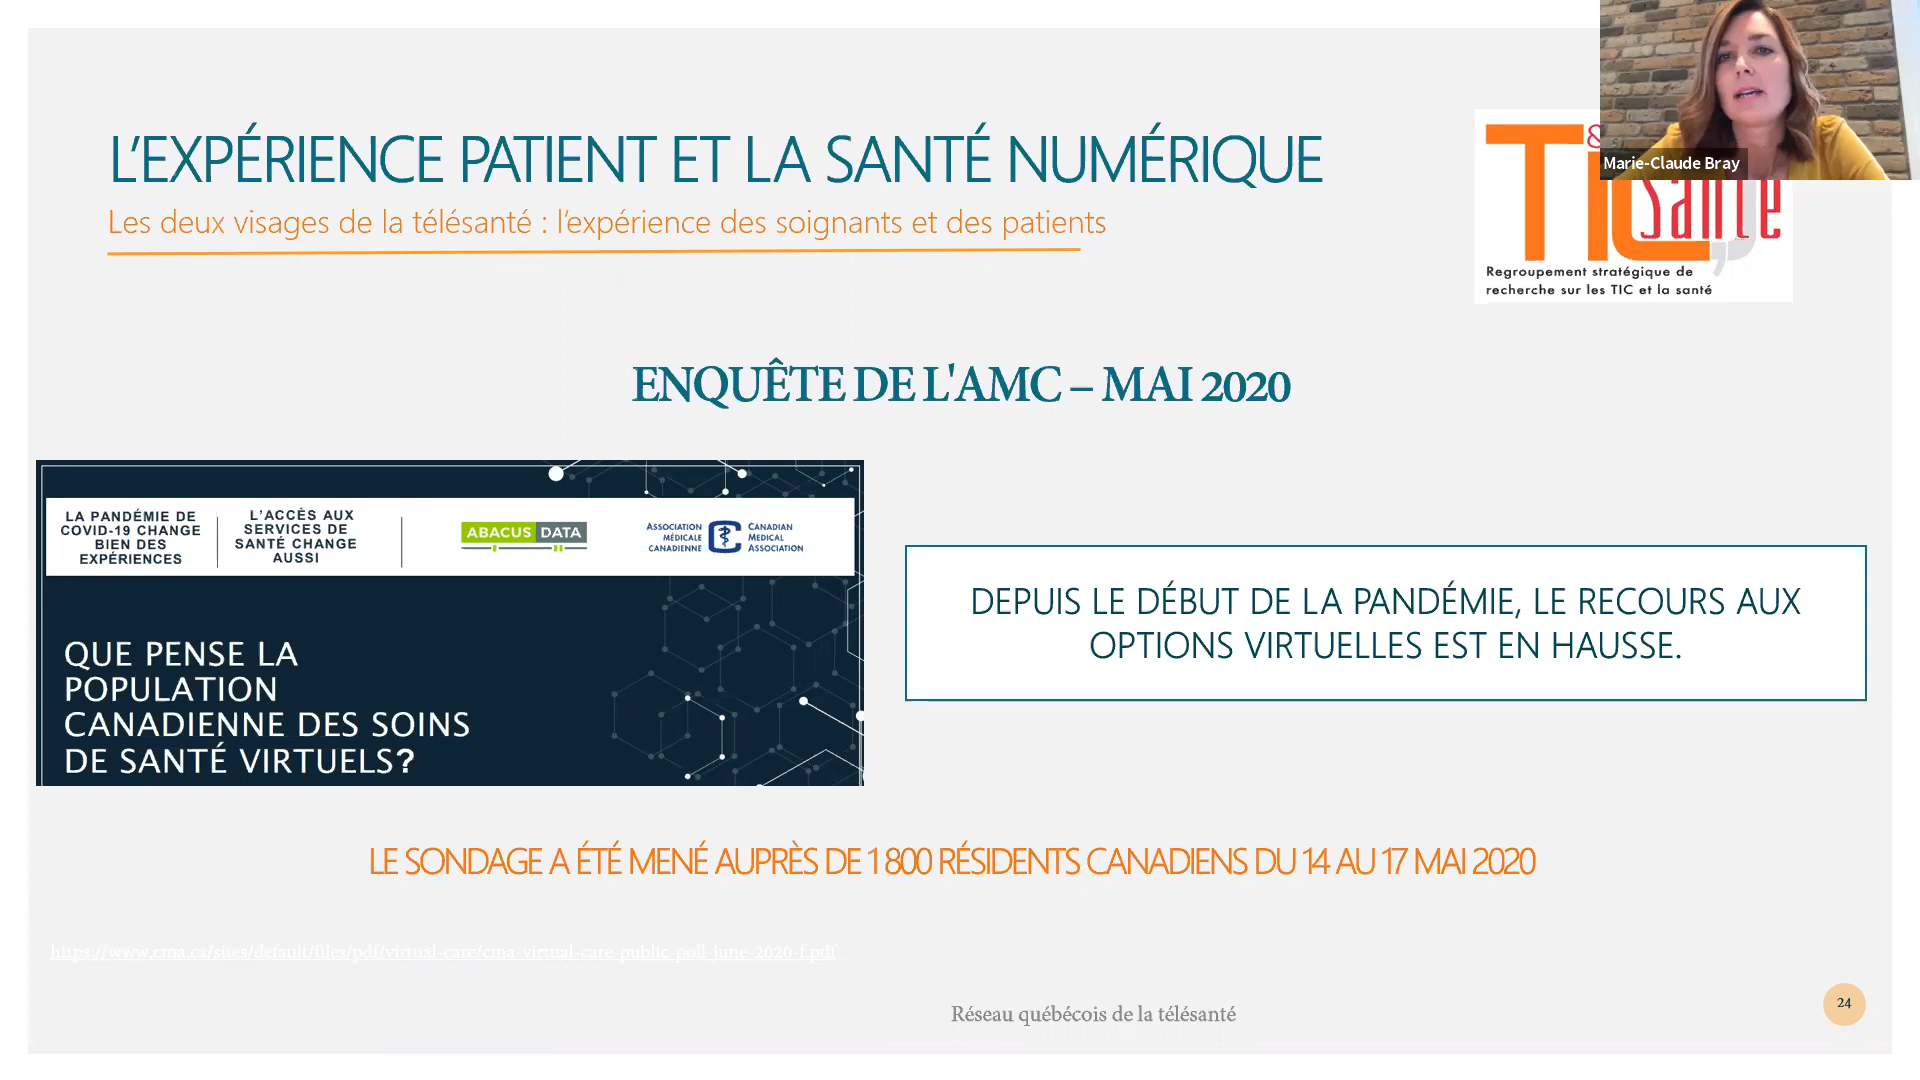 L'EXPÉRIENCE PATIENT ET LA SANTÉ NUMÉRIQUE
Les deux visages de la télésanté : l'expérience des soignants et des patients
Marie-Claude Bray
&
TIC
Santé
Regroupement stratégique de
recherche sur les TIC et la santé
ENQUÊTE DE L'AMC – MAI 2020
LA PANDÉMIE DE
COVID-19 CHANGE
BIEN DES
EXPÉRIENCES
L'ACCÈS AUX
SERVICES DE
SANTÉ CHANGE
AUSSI
ABACUS DATA
ASSOCIATION
MÉDICALE
CANADIENNE
CANADIAN
MEDICAL
ASSOCIATION
QUE PENSE LA
POPULATION
CANADIENNE DES SOINS
DE SANTÉ VIRTUELS?
DEPUIS LE DÉBUT DE LA PANDÉMIE, LE RECOURS AUX
OPTIONS VIRTUELLES EST EN HAUSSE.
LE SONDAGE A ÉTÉ MENÉ AUPRÈS DE 1 800 RÉSIDENTS CANADIENS DU 14 AU 17 MAI 2020
https://www.cma.ca/sites/default/files/pdf/virtual-care/cma-virtual-care-public-poll-june-2020-f.pdf
Réseau québécois de la télésanté
24